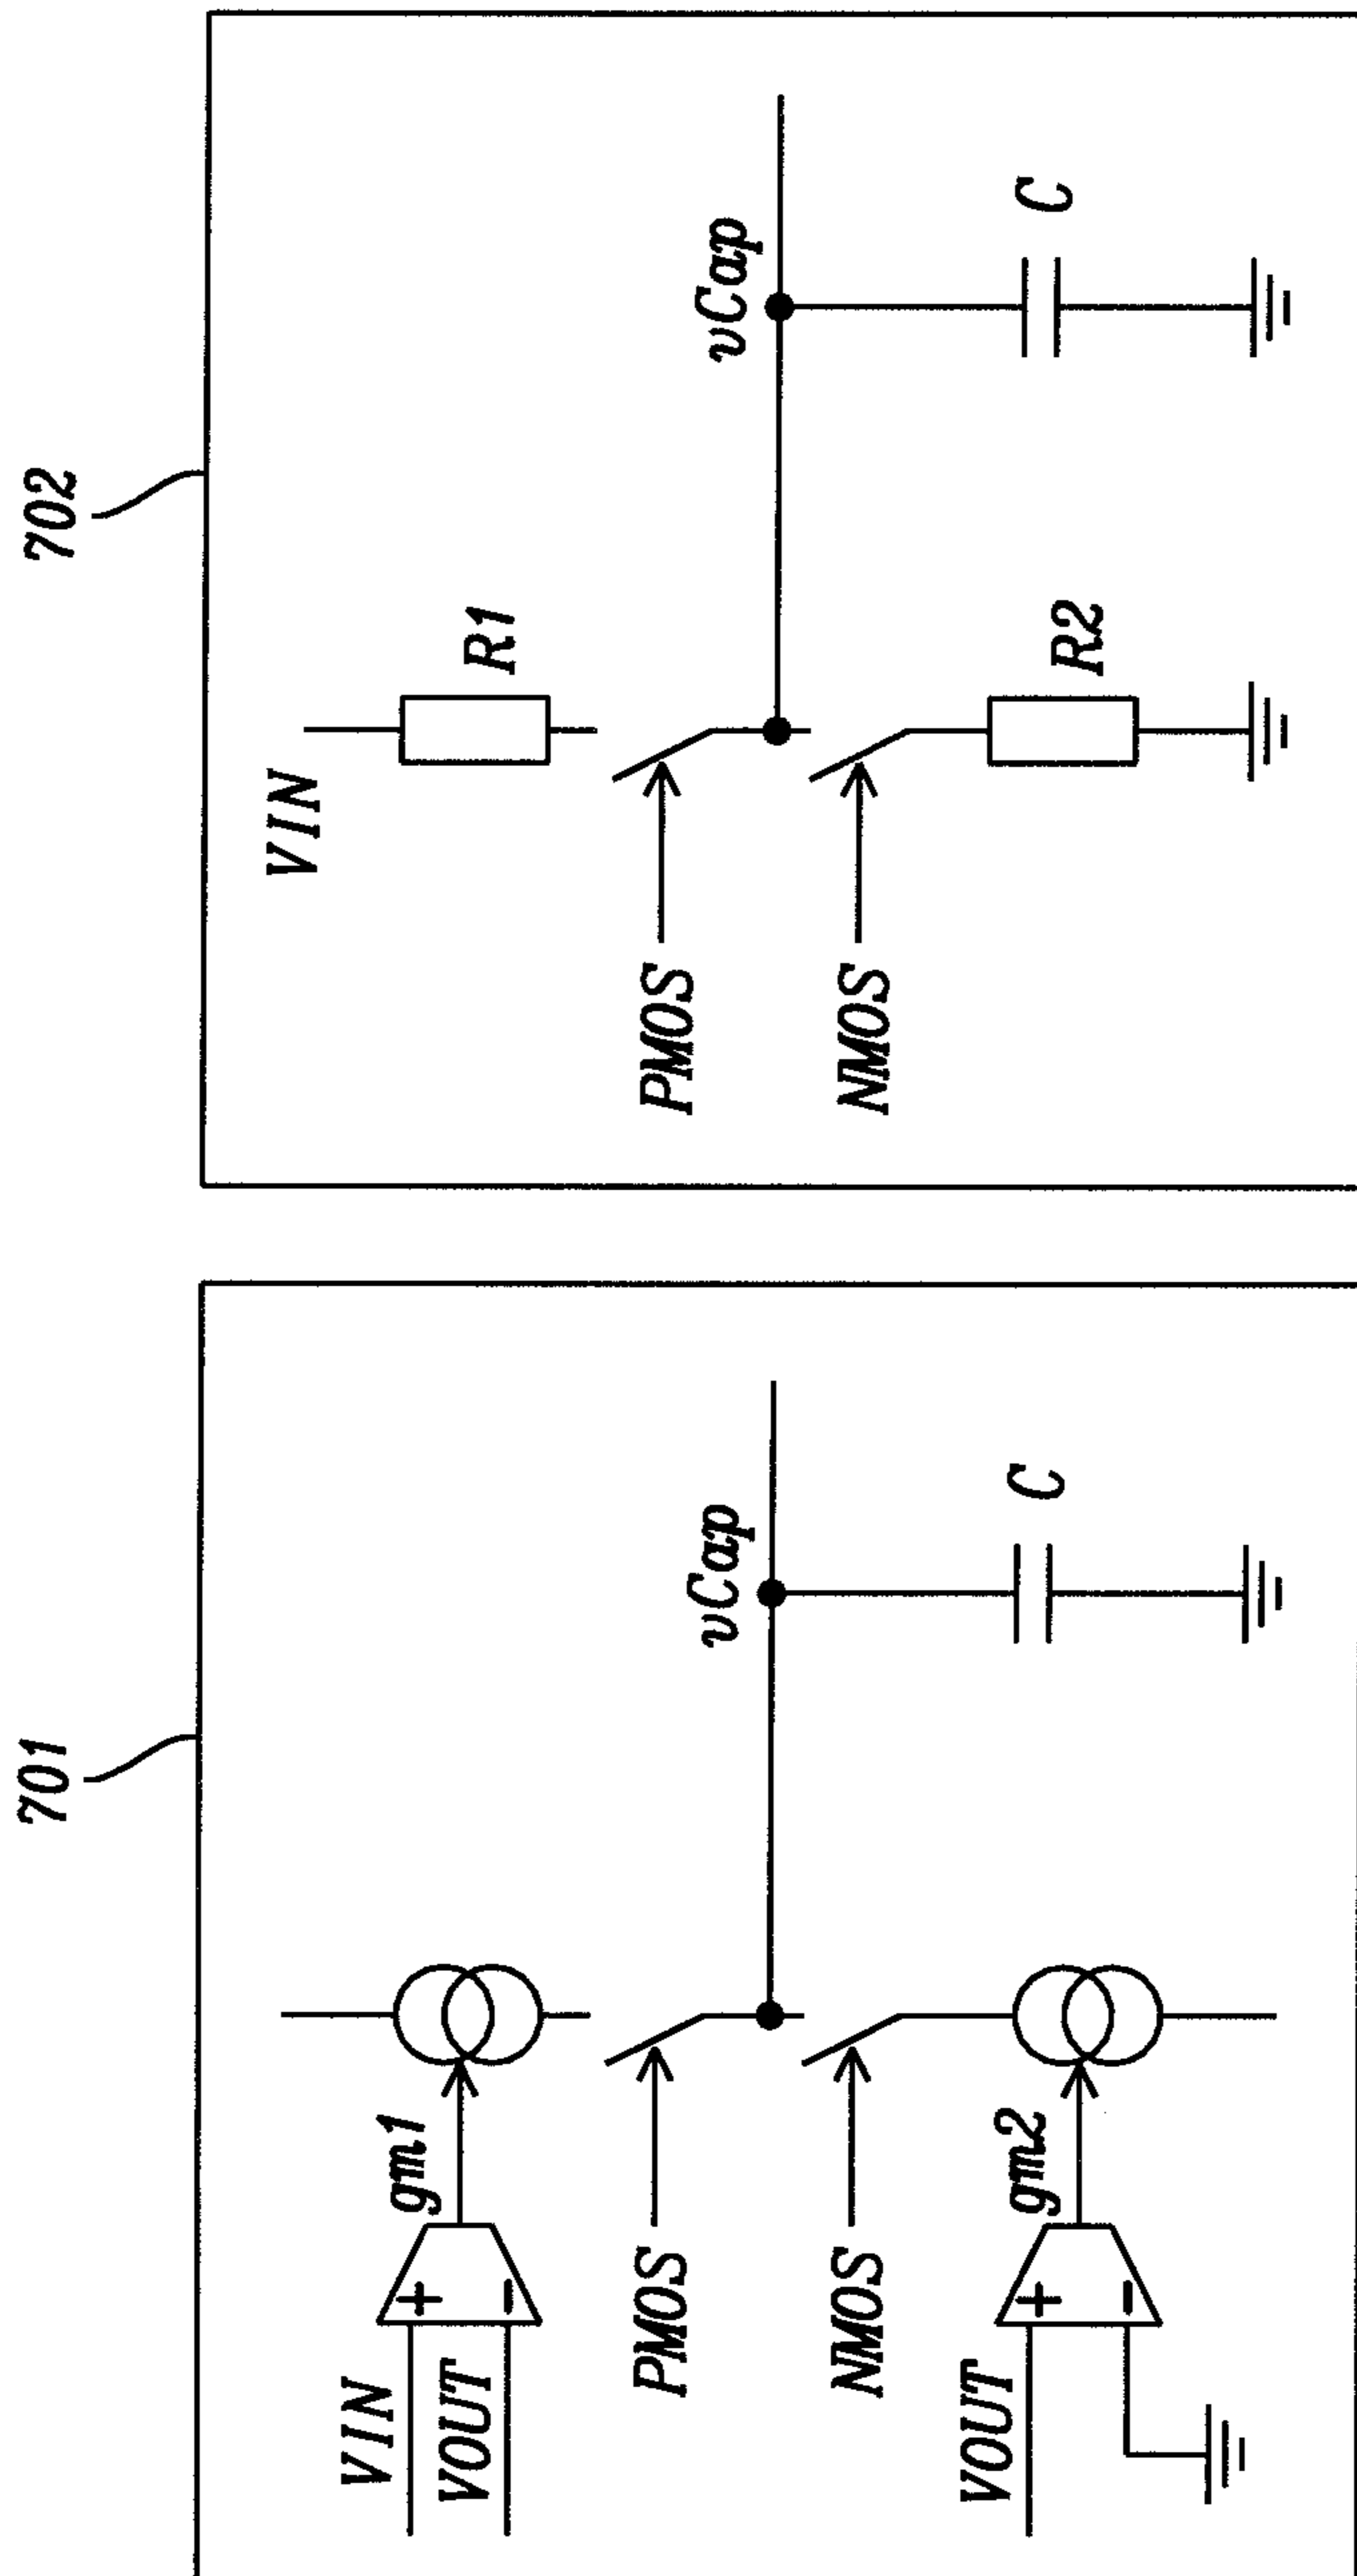 701
VIN
VOUT
+
-
gm1
PMOS
NMOS
vCap
C
VOUT
+
-
gm2
702
VIN
R1
PMOS
NMOS
vCap
C
R2